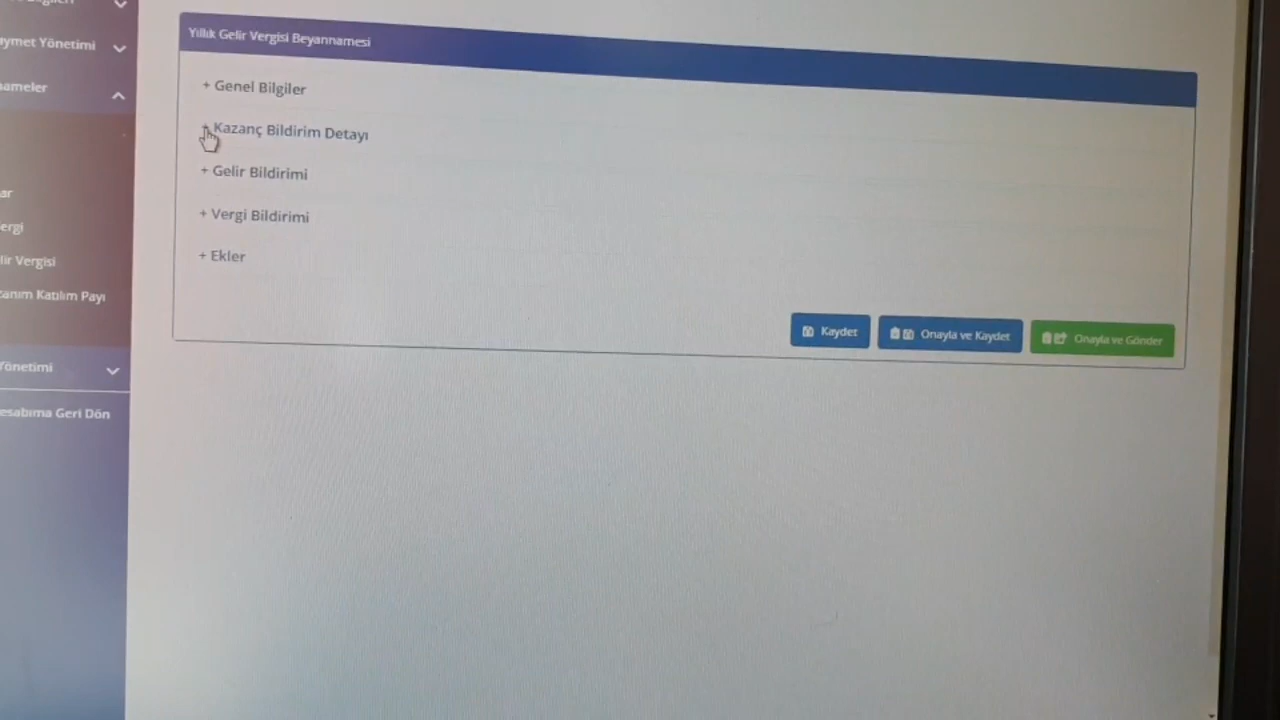 Yıllık Gelir Vergisi Beyannamesi
+ Genel Bilgiler
Kazanç Bildirim Detayı
+ Gelir Bildirimi
+ Vergi Bildirimi
+ Ekler
Kaydet
Onayla ve Kaydet
Onayla ve Gönder
ymet Yönetimi
ameler
ar
ergi
lir Vergisi
anım Katılım Payı
Yönetimi
esabıma Geri Dön